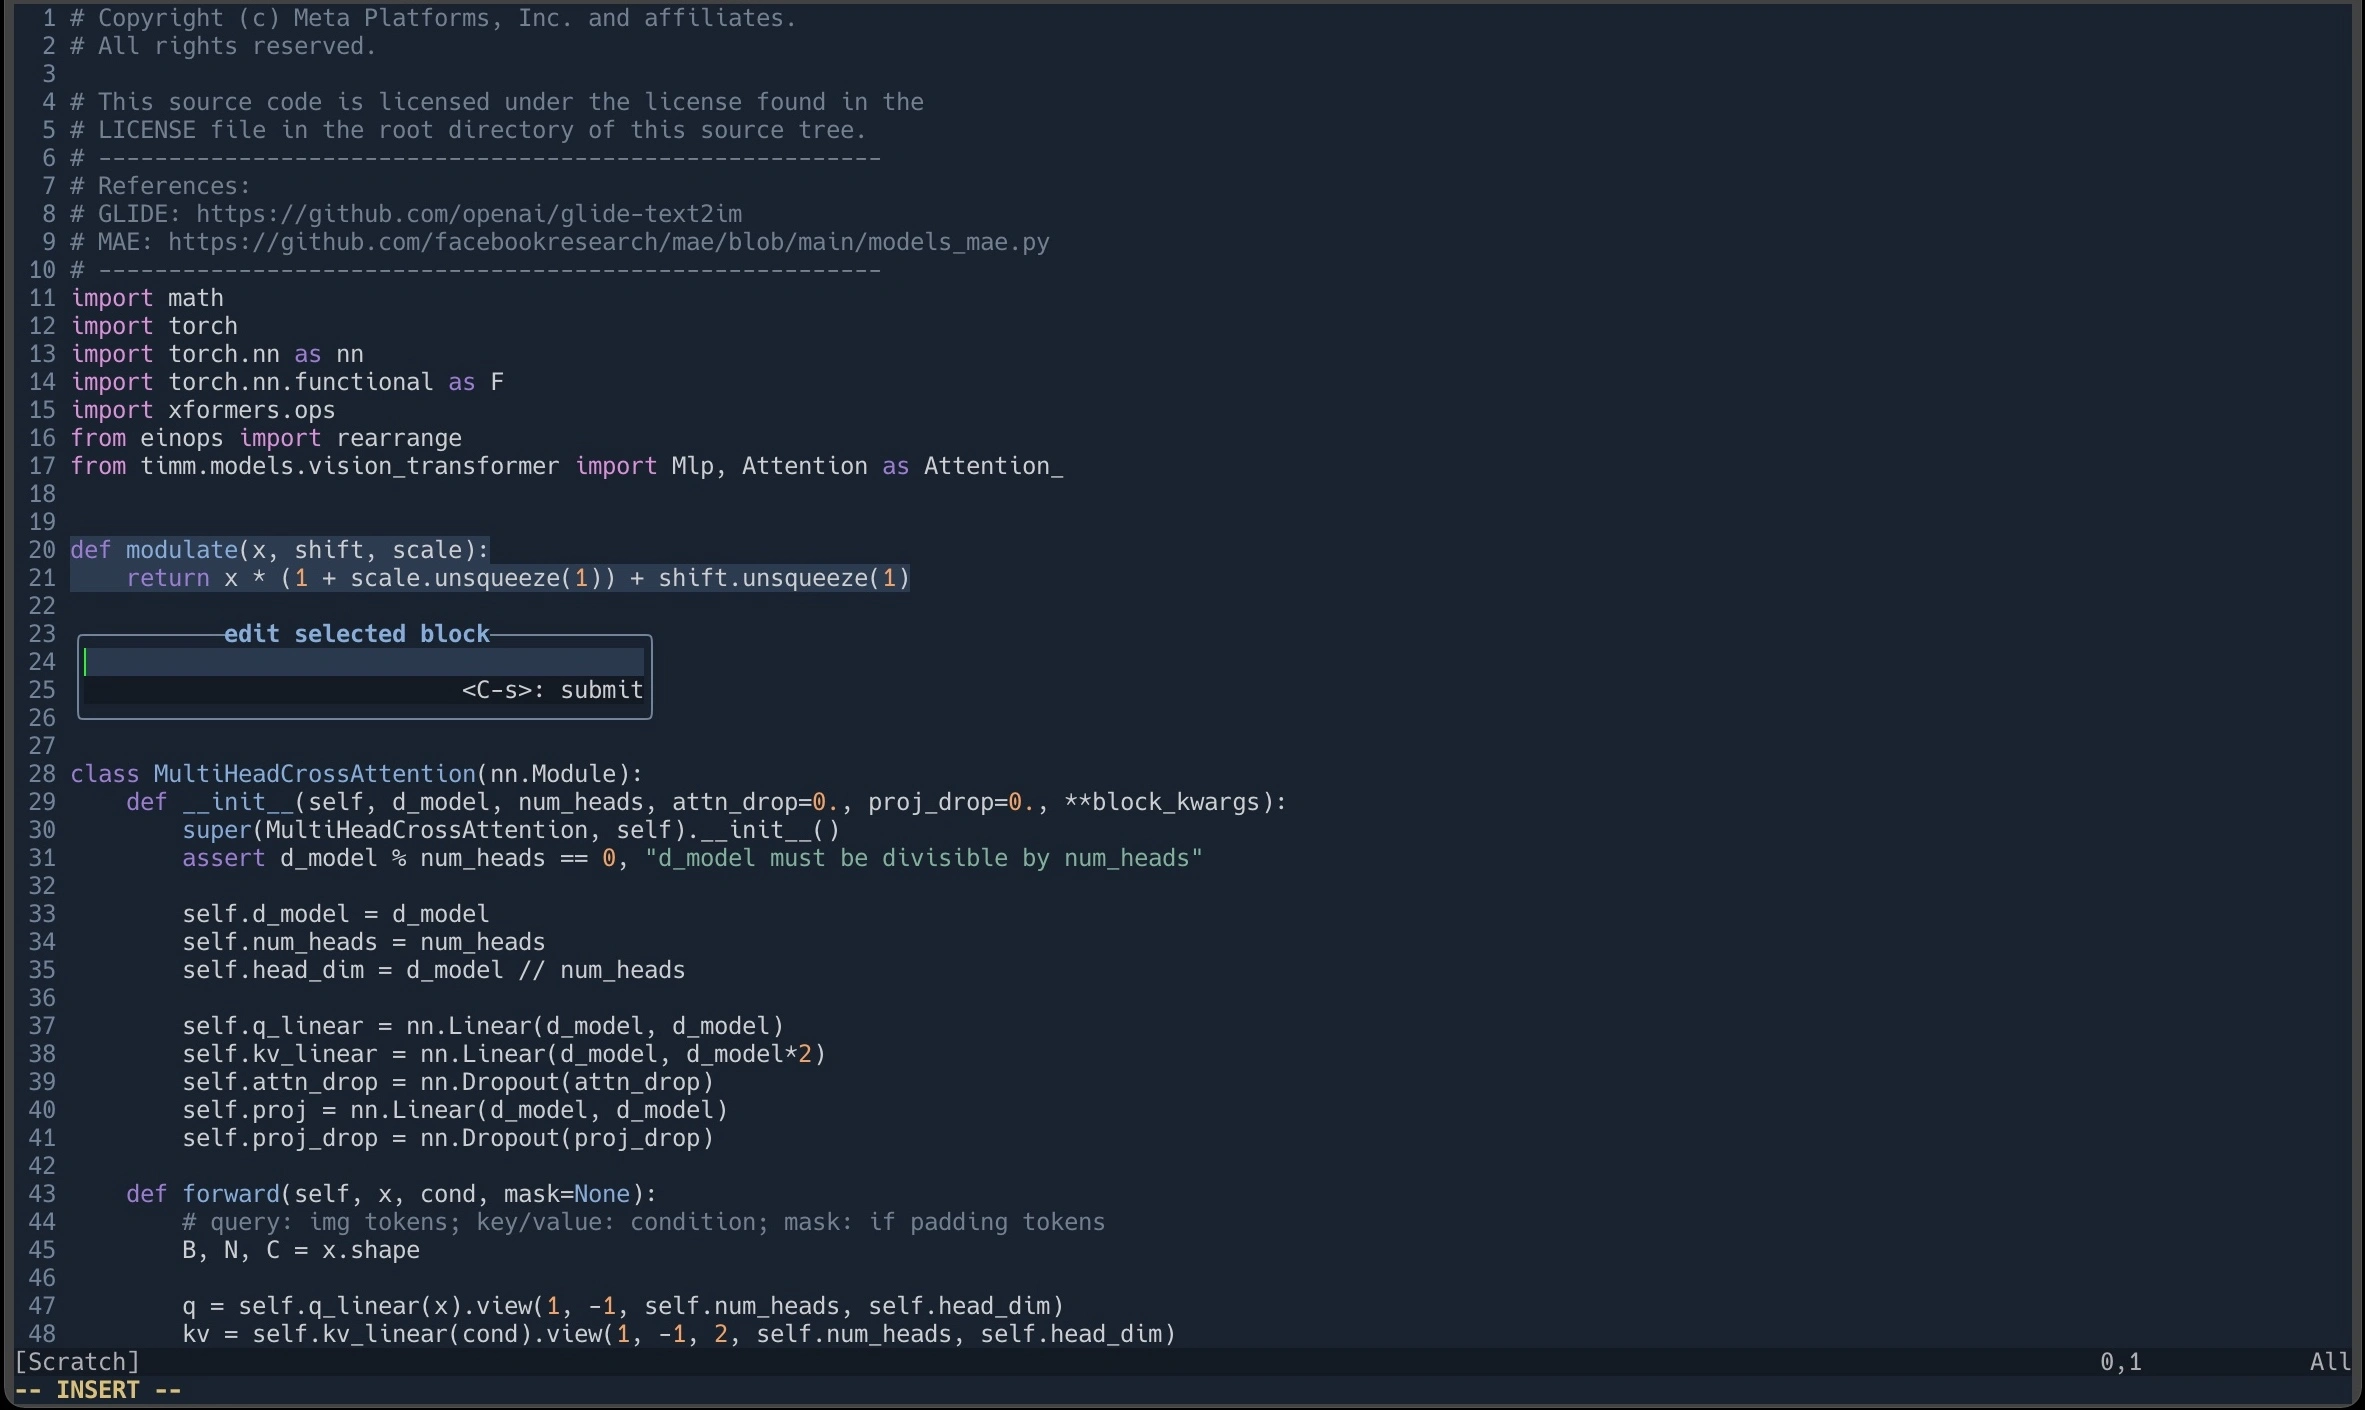 1 # Copyright (c) Meta Platforms, Inc. and affiliates.
2 # All rights reserved.
3
4 # This source code is licensed under the license found in the
5 # LICENSE file in the root directory of this source tree.
6 # --------------------------------------------------------
7 # References:
8 # GLIDE: https://github.com/openai/glide-text2im
9 # MAE: https://github.com/facebookresearch/mae/blob/main/models_mae.py
10 # --------------------------------------------------------
11 import math
12 import torch
13 import torch.nn as nn
14 import torch.nn.functional as F
15 import xformers.ops
16 from einops import rearrange
17 from timm.models.vision_transformer import Mlp, Attention as Attention_
18
19
20 def modulate(x, shift, scale):
21     return x * (1 + scale.unsqueeze(1)) + shift.unsqueeze(1)
22
23 edit selected block
24
25 <C-s>: submit
26
27
28 class MultiHeadCrossAttention(nn.Module):
29     def __init__(self, d_model, num_heads, attn_drop=0., proj_drop=0., **block_kwargs):
30         super(MultiHeadCrossAttention, self).__init__()
31         assert d_model % num_heads == 0, "d_model must be divisible by num_heads"
32
33         self.d_model = d_model
34         self.num_heads = num_heads
35         self.head_dim = d_model // num_heads
36
37         self.q_linear = nn.Linear(d_model, d_model)
38         self.kv_linear = nn.Linear(d_model, d_model*2)
39         self.attn_drop = nn.Dropout(attn_drop)
40         self.proj = nn.Linear(d_model, d_model)
41         self.proj_drop = nn.Dropout(proj_drop)
42
43     def forward(self, x, cond, mask=None):
44         # query: img tokens; key/value: condition; mask: if padding tokens
45         B, N, C = x.shape
46
47         q = self.q_linear(x).view(1, -1, self.num_heads, self.head_dim)
48         kv = self.kv_linear(cond).view(1, -1, 2, self.num_heads, self.head_dim)
[Scratch] 0,1 All
-- INSERT --